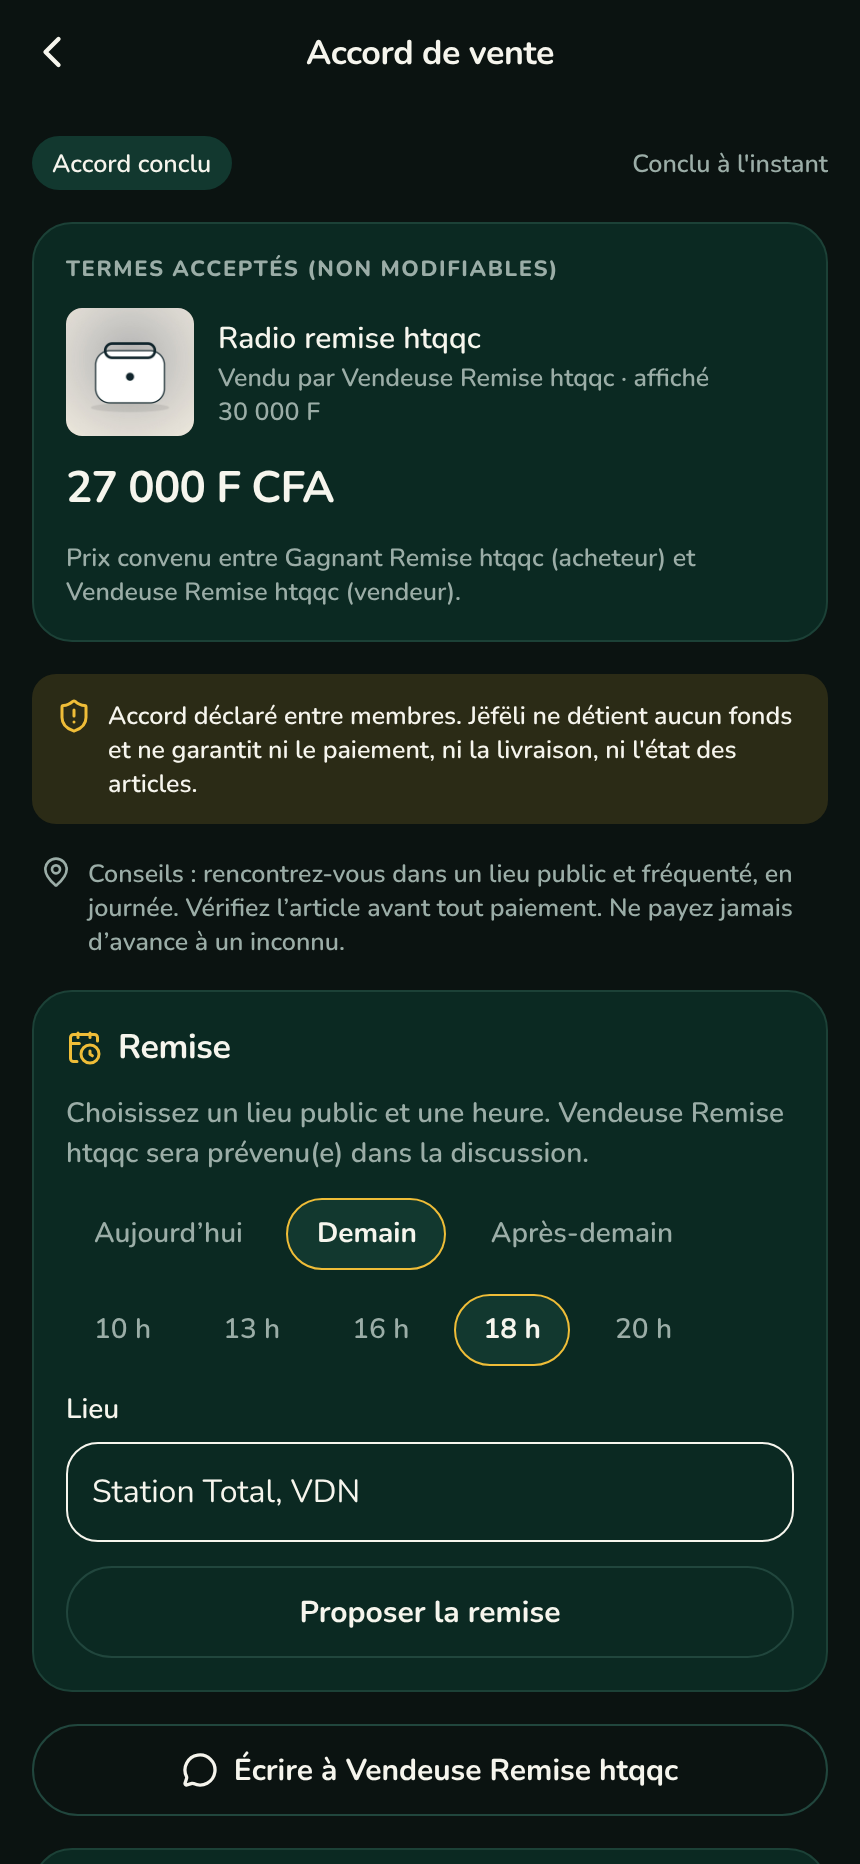 Accord de vente
Accord conclu
Conclu à l'instant
TERMES ACCEPTÉS (NON MODIFIABLES)
Radio remise htqqc
Vendu par Vendeuse Remise htqqc · affiché
30 000 F
27 000 F CFA
Prix convenu entre Gagnant Remise htqqc (acheteur) et
Vendeuse Remise htqqc (vendeur).
Accord déclaré entre membres. Jëfëli ne détient aucun fonds
et ne garantit ni le paiement, ni la livraison, ni l'état des
articles.
Conseils : rencontrez-vous dans un lieu public et fréquenté, en
journée. Vérifiez l’article avant tout paiement. Ne payez jamais
d’avance à un inconnu.
Remise
Choisissez un lieu public et une heure. Vendeuse Remise
htqqc sera prévenu(e) dans la discussion.
Aujourd’hui
Demain
Après-demain
10 h
13 h
16 h
18 h
20 h
Lieu
Station Total, VDN
Proposer la remise
Écrire à Vendeuse Remise htqqc